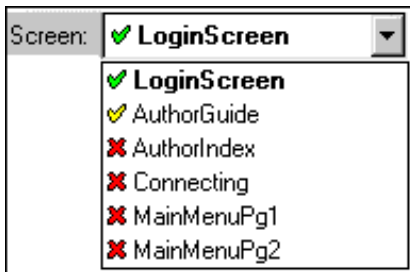 Screen: LoginScreen
LoginScreen
AuthorGuide
AuthorIndex
Connecting
MainMenuPg1
MainMenuPg2